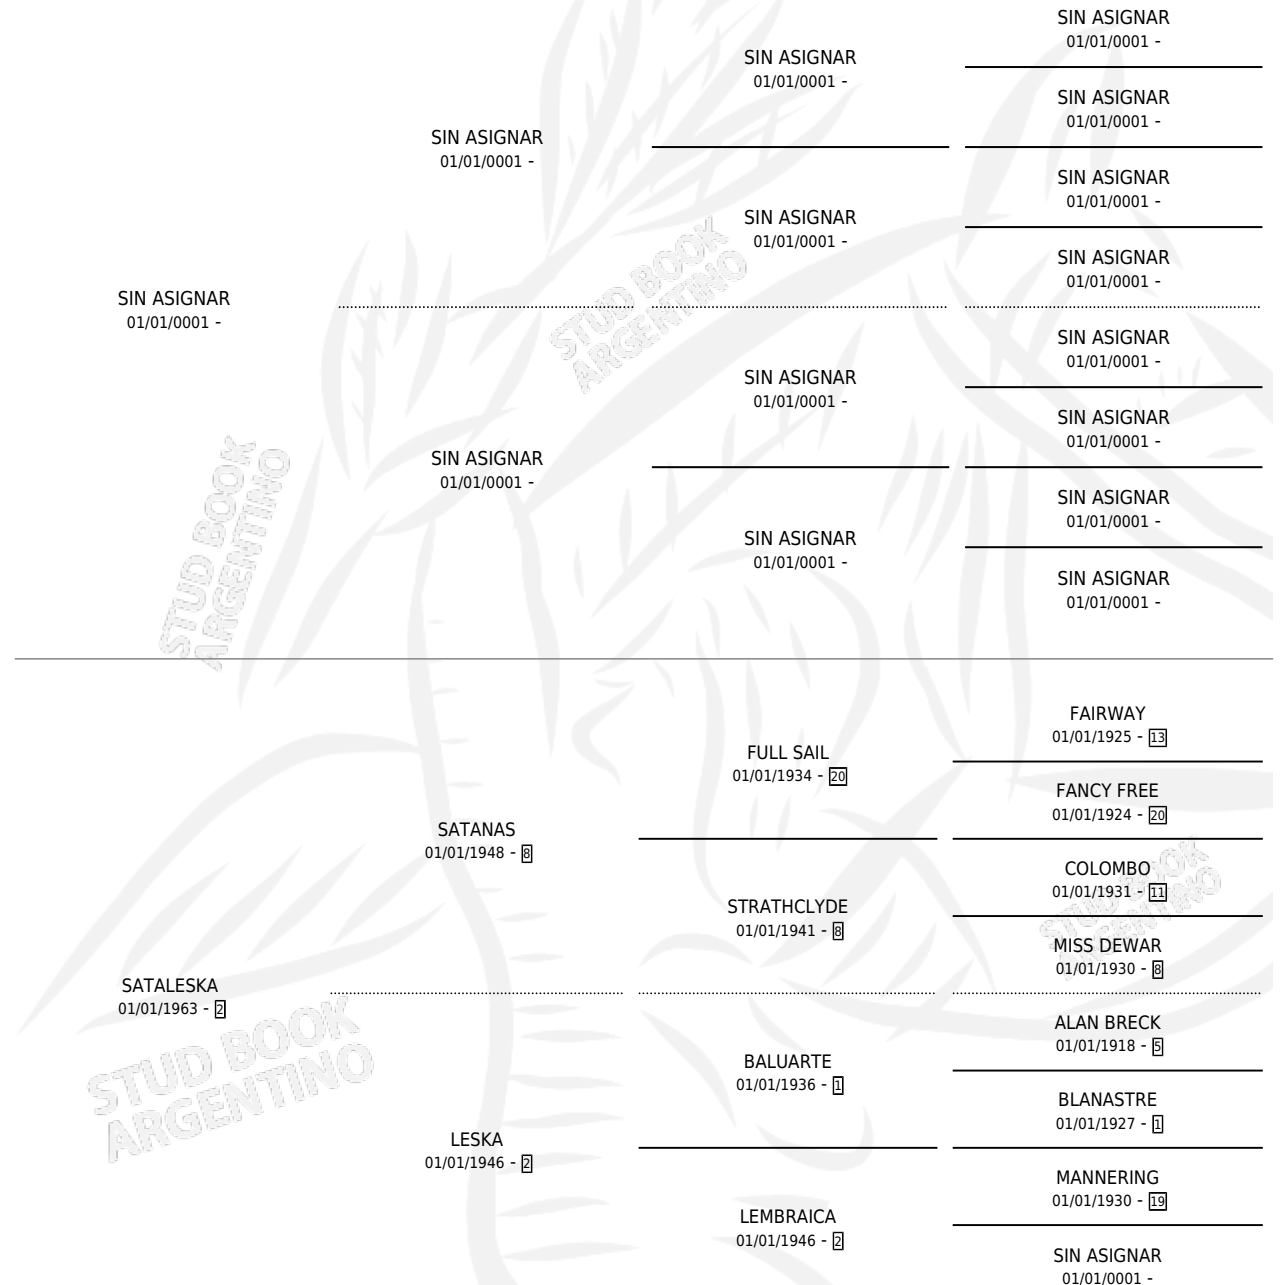 SIN ASIGNAR
01/01/0001 -
SIN ASIGNAR
01/01/0001 -
SIN ASIGNAR
01/01/0001 -
SIN ASIGNAR
01/01/0001 -
SIN ASIGNAR
01/01/0001 -
SIN ASIGNAR
01/01/0001 -
SIN ASIGNAR
01/01/0001 -
SIN ASIGNAR
01/01/0001 -
SIN ASIGNAR
01/01/0001 -
SIN ASIGNAR
01/01/0001 -
SIN ASIGNAR
01/01/0001 -
SIN ASIGNAR
01/01/0001 -
SIN ASIGNAR
01/01/0001 -
SIN ASIGNAR
01/01/0001 -
SIN ASIGNAR
01/01/0001 -
STUD BOOK
ARGENTINO
STUD BOOK
ARGENTINO
FAIRWAY
01/01/1925 - 13
FULL SAIL
01/01/1934 - 20
FANCY FREE
01/01/1924 - 20
SATANAS
01/01/1948 - 8
COLOMBO
01/01/1931 - 11
STRATHCLYDE
01/01/1941 - 8
MISS DEWAR
01/01/1930 - 8
SATALESKA
01/01/1963 - 2
ALAN BRECK
01/01/1918 - 5
BALUARTE
01/01/1936 - 1
BLANASTRE
01/01/1927 - 1
LESKA
01/01/1946 - 2
MANNERING
01/01/1930 - 19
LEMBRAICA
01/01/1946 - 2
SIN ASIGNAR
01/01/0001 -
STUD BOOK
ARGENTINO
STUD BOOK
ARGENTINO